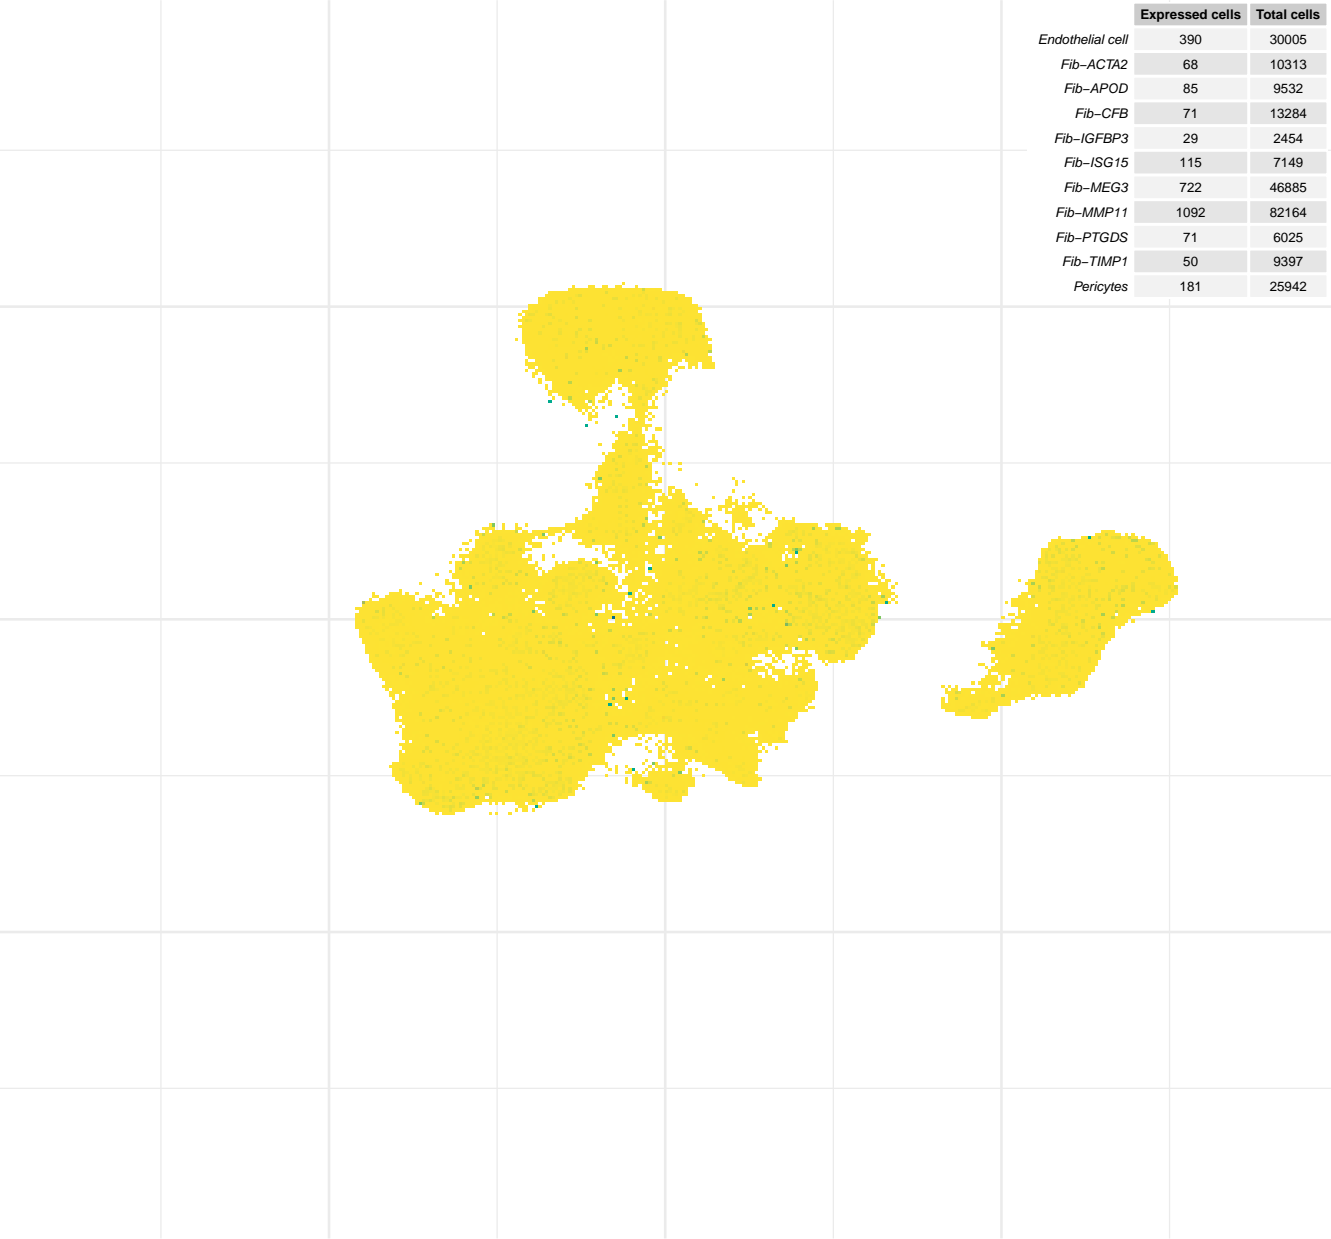 Expressed cells Total cells
Endothelial cell 390 30005
Fib−ACTA2 68 10313
Fib−APOD 85 9532
Fib−CFB 71 13284
Fib−IGFBP3 29 2454
Fib−ISG15 115 7149
Fib−MEG3 722 46885
Fib−MMP11 1092 82164
Fib−PTGDS 71 6025
Fib−TIMP1 50 9397
Pericytes 181 25942